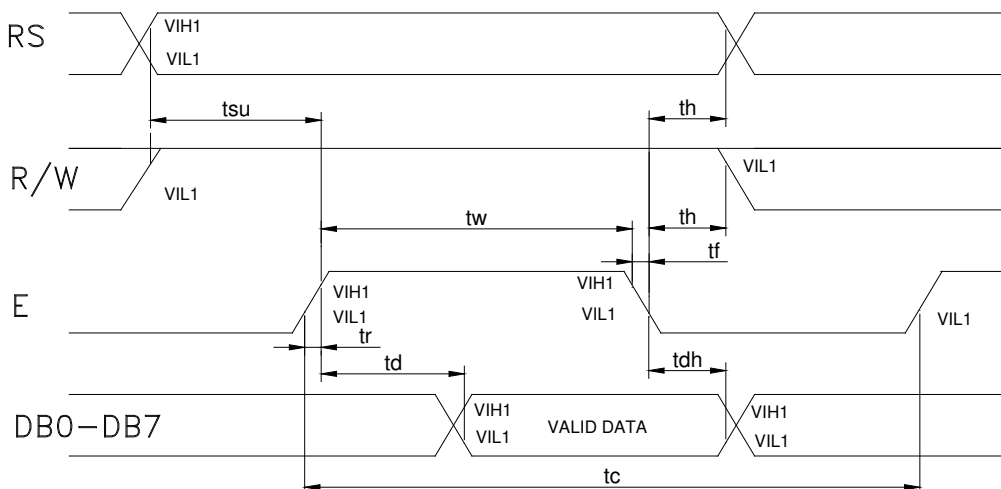 RS
VIH1
VIL1
tsu
th
R/W
VIL1
VIL1
tw
th
tf
E
VIH1
VIL1
VIH1
VIL1
VIL1
tr
td
tdh
DB0-DB7
VIH1
VIL1
VALID DATA
VIH1
VIL1
tc